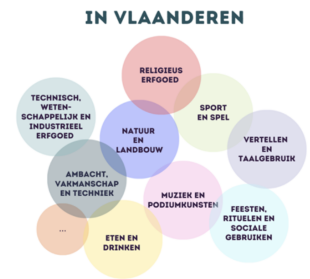 IN VLAANDEREN
RELIGIEUS
ERFGOED
TECHNISCH,
WETEN-
SCHAPPELIJK EN
INDUSTRIEEL
ERFGOED
SPORT
EN SPEL
NATUUR
EN
LANDBOUW
VERTELLEN
EN
TAALGEBRUIK
AMBACHT,
VAKMANSCHAP
EN TECHNIEK
MUZIEK EN
PODIUMKUNSTEN
FEESTEN,
RITUELEN EN
SOCIALE
GEBRUIKEN
...
ETEN EN
DRINKEN